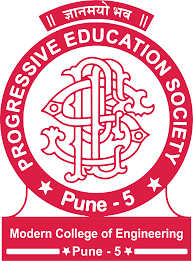 ॥ ज्ञानमयो भव ॥
PROGRESSIVE EDUCATION SOCIETY
Pune - 5
Modern College of Engineering
Pune - 5